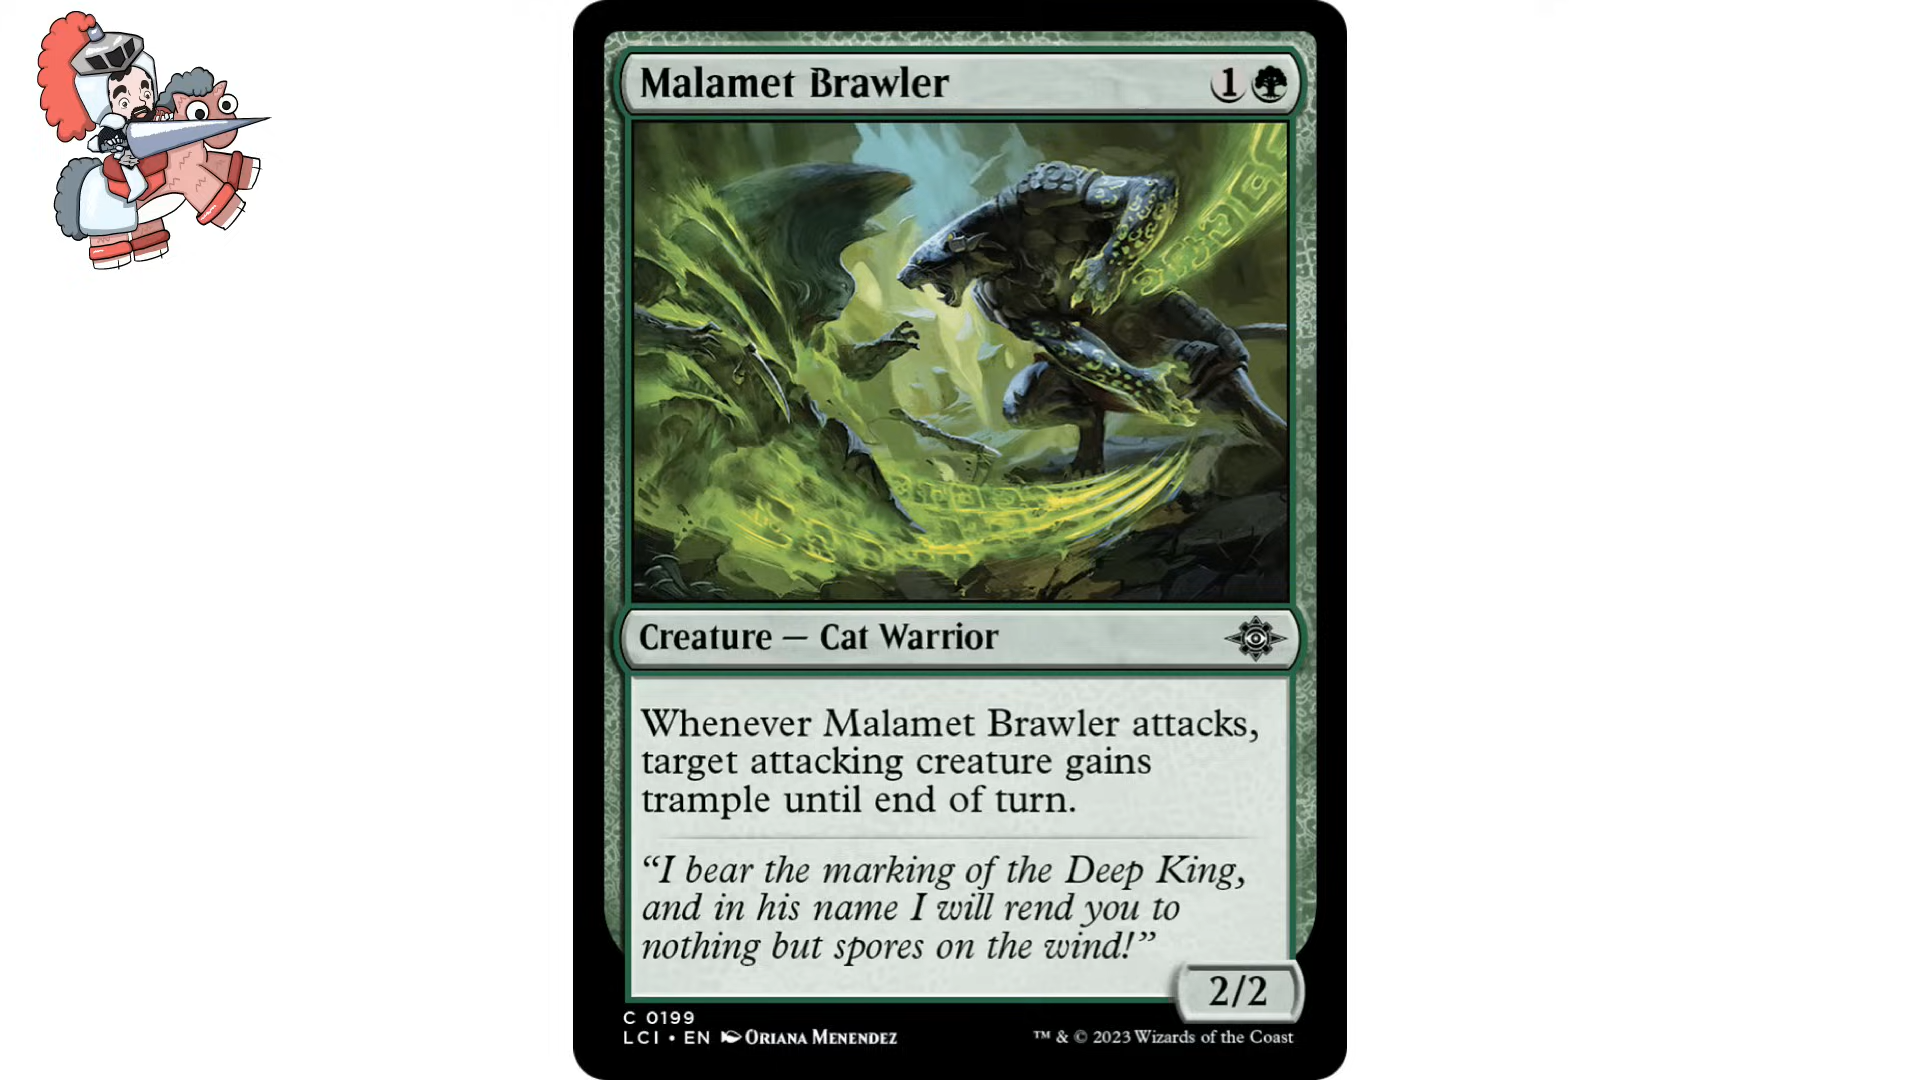 Malamet Brawler 1
Creature — Cat Warrior
Whenever Malamet Brawler attacks,
target attacking creature gains
trample until end of turn.
“I bear the marking of the Deep King,
and in his name I will rend you to
nothing but spores on the wind!”
2/2
C 0199
LCI • EN Oriana Menendez
™ & © 2023 Wizards of the Coast